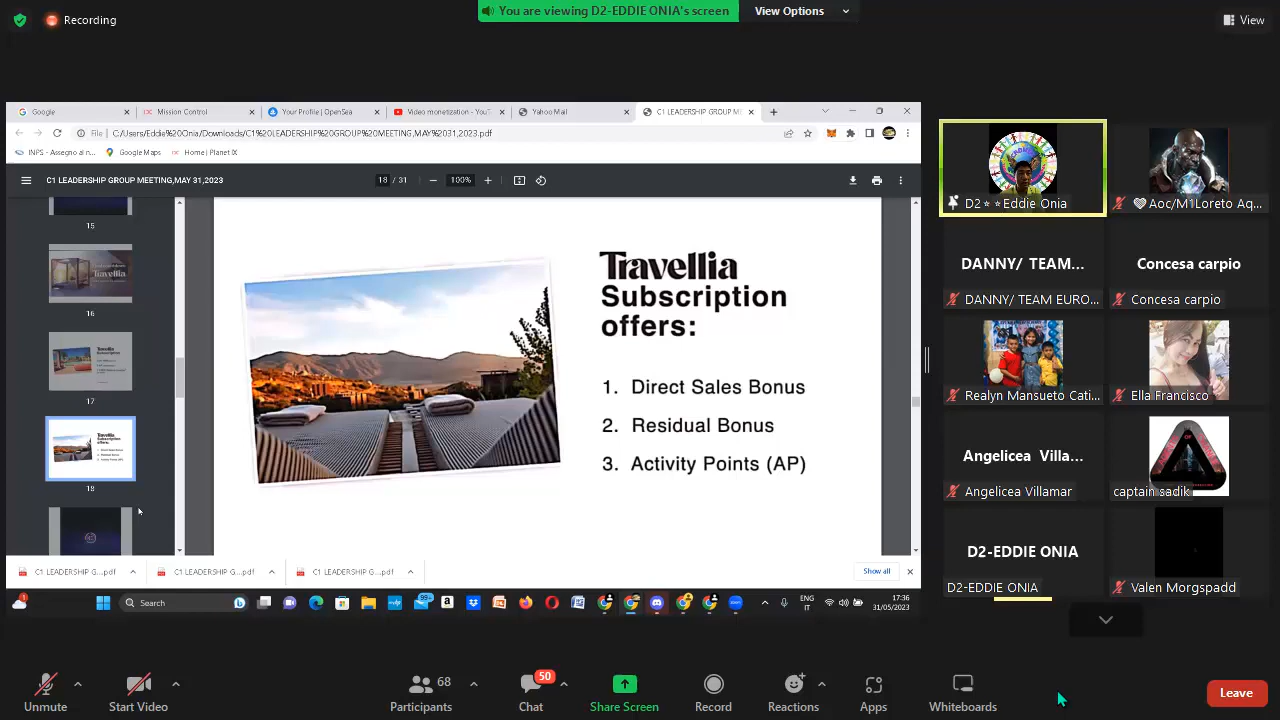 Recording
You are viewing D2-EDDIE ONIA's screen
View Options
View
Google
Mission Control
Your Profile | OpenSea
Video monetization - YouT
Yahoo Mail
C1 LEADERSHIP GROUP M
File
C:/Users/Eddie%20Onia/Downloads/C1%20LEADERSHIP%20GROUP%20MEETING,MAY%2031,2023.pdf
INPS - Assegno al n...
Google Maps
Home | Planet IX
C1 LEADERSHIP GROUP MEETING,MAY 31,2023
18 / 31
100%
15
16
17
18
Travellia
Subscription
offers:
1. Direct Sales Bonus
2. Residual Bonus
3. Activity Points (AP)
C1 LEADERSHIP G....pdf
C1 LEADERSHIP G....pdf
C1 LEADERSHIP G....pdf
Show all
Search
99+
ENG
IT
17:36
31/05/2023
D2⭐⭐Eddie Onia
Aoc/M1Loreto Aq...
DANNY/ TEAM...
DANNY/ TEAM EURO...
Concesa carpio
Concesa carpio
Realyn Mansueto Cati...
Ella Francisco
Angelicea Villa...
Angelicea Villamar
captain sadik
D2-EDDIE ONIA
D2-EDDIE ONIA
Valen Morgspadd
Unmute
Start Video
68
Participants
50
Chat
Share Screen
Record
Reactions
Apps
Whiteboards
Leave